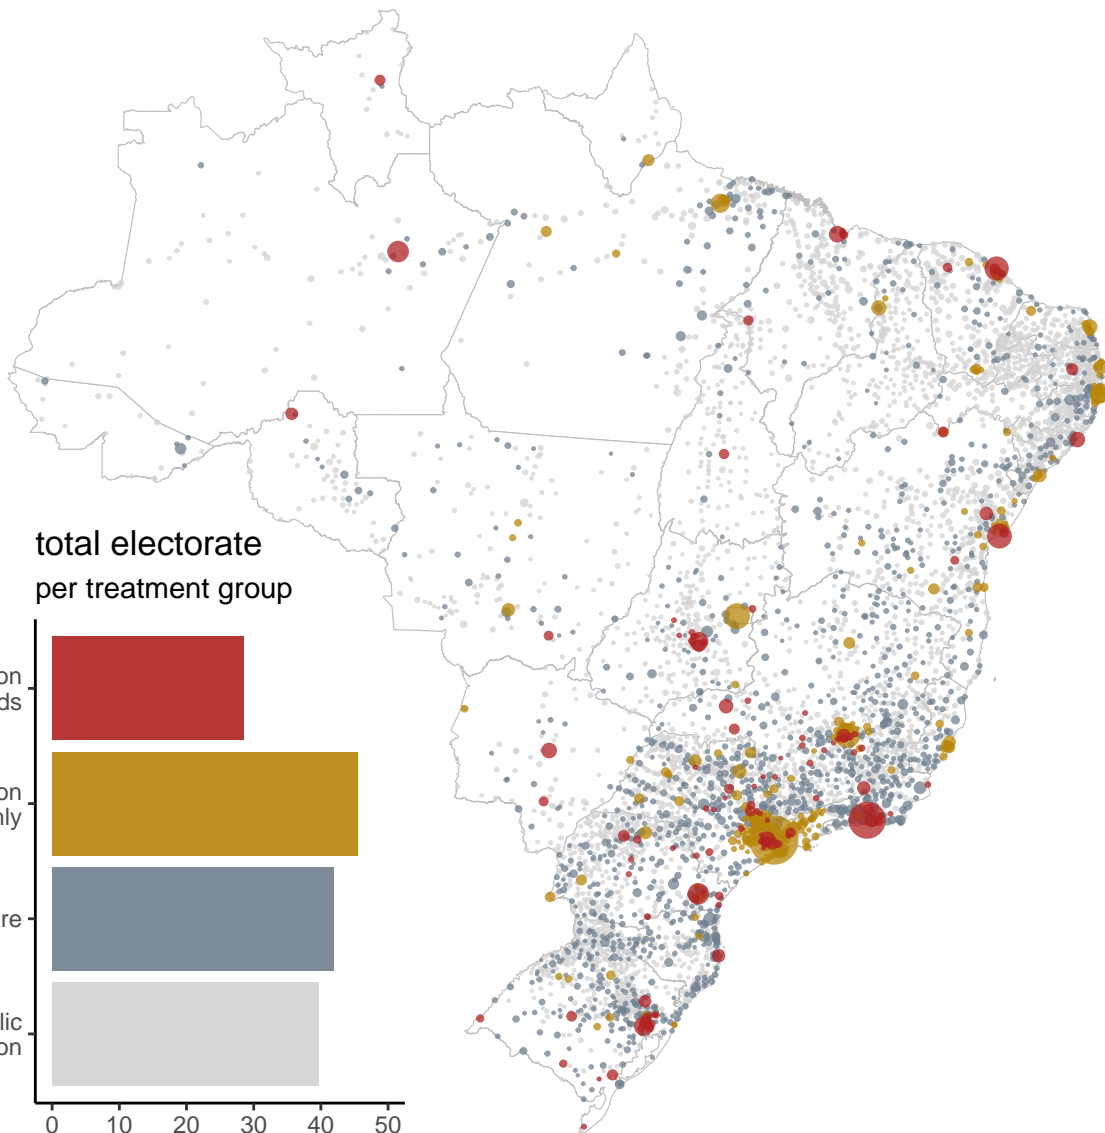 total electorate
per treatment group
on
ds
on
nly
re
lic
on
0 10 20 30 40 50